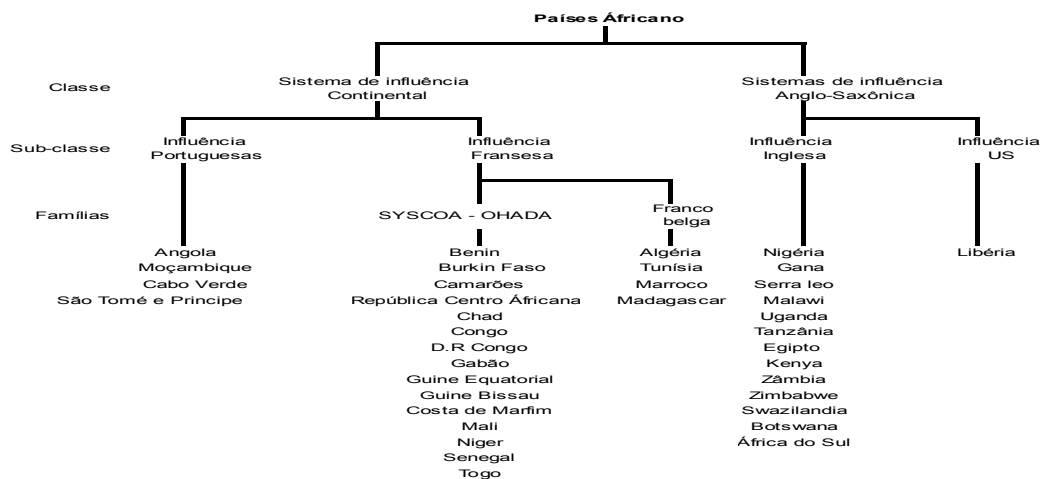 Países Áfricano
Classe
Sistema de influência
Continental
Sistemas de influência
Anglo-Saxônica
Sub-classe
Influência
Portuguesas
Influência
Fransesa
Influência
Inglesa
Influência
US
Famílias
SYSCOA - OHADA
Franco
belga
Angola
Moçambique
Cabo Verde
São Tomé e Principe
Benin
Burkin Faso
Camarões
República Centro Áfricana
Chad
Congo
D.R Congo
Gabão
Guine Equatorial
Guine Bissau
Costa de Marfim
Mali
Niger
Senegal
Togo
Algéria
Tunísia
Marroco
Madagascar
Nigéria
Gana
Serra leo
Malawi
Uganda
Tanzânia
Egipto
Kenya
Zâmbia
Zimbabwe
Swazilandia
Botswana
África do Sul
Libéria